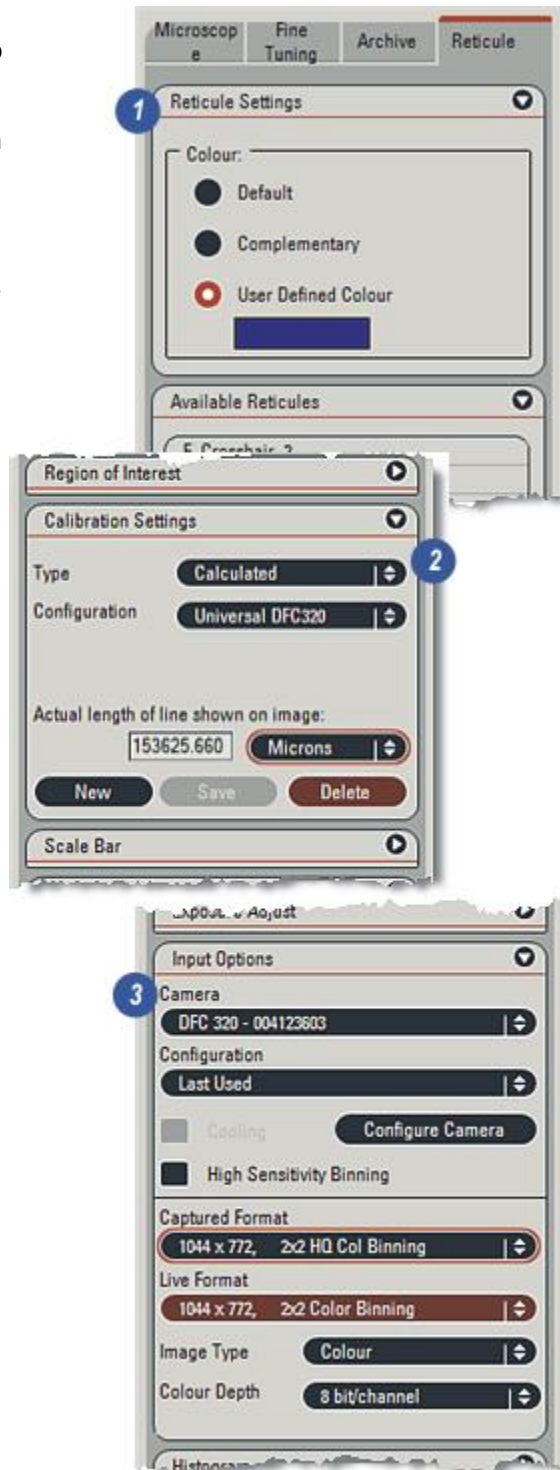 Microscop
e
Fine
Tuning
Archive
Reticule
1
Reticule Settings
Colour:
Default
Complementary
User Defined Colour
Available Reticules
Region of Interest
Calibration Settings
2
Type
Calculated
Configuration
Universal DFC320
Actual length of line shown on image:
153625.660
Microns
New
Save
Delete
Scale Bar
Input Options
3
Camera
DFC 320 - 004123603
Configuration
Last Used
Cooling
Configure Camera
High Sensitivity Binning
Captured Format
1044 x 772, 2x2 HQ Col Binning
Live Format
1044 x 772, 2x2 Color Binning
Image Type
Colour
Colour Depth
8 bit/channel
Histogram